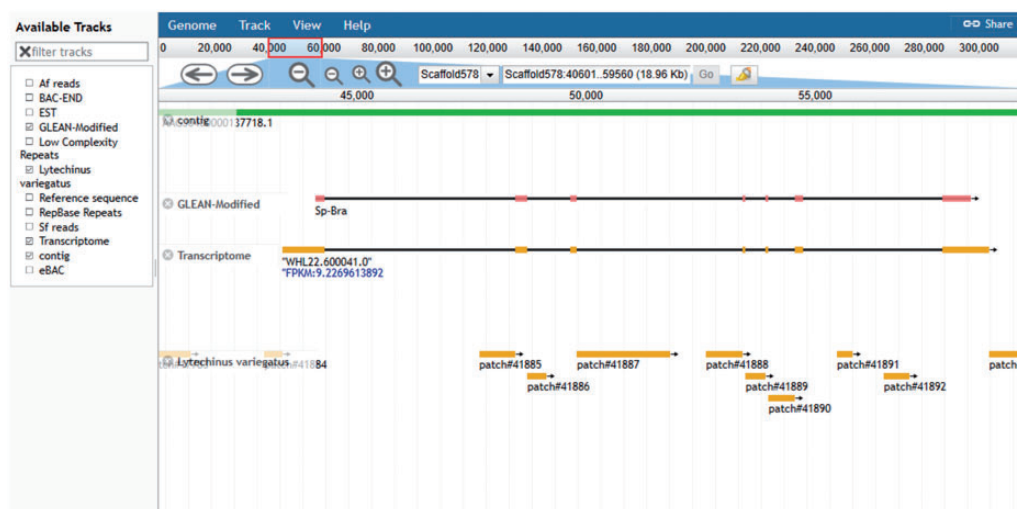 Available Tracks
filter tracks
Af reads
BAC-END
EST
GLEAN-Modified
Low Complexity
Repeats
Lytechinus
variegatus
Reference sequence
RepBase Repeats
Sf reads
Transcriptome
contig
eBAC
Genome Track View Help Share
0 20,000 40,000 60,000 80,000 100,000 120,000 140,000 160,000 180,000 200,000 220,000 240,000 260,000 280,000 300,000
Scaffold578 Scaffold578:40601..59560 (18.96 Kb) Go
45,000 50,000 55,000
contig 37718.1
GLEAN-Modified
Sp-Bra
Transcriptome
"WHL22.600041.0"
"FPKM:9.2269613892
Lytechinus variegatus
patch#41885 patch#41887 patch#41888 patch#41891 patch
patch#41886 patch#41889 patch#41892
patch#41890